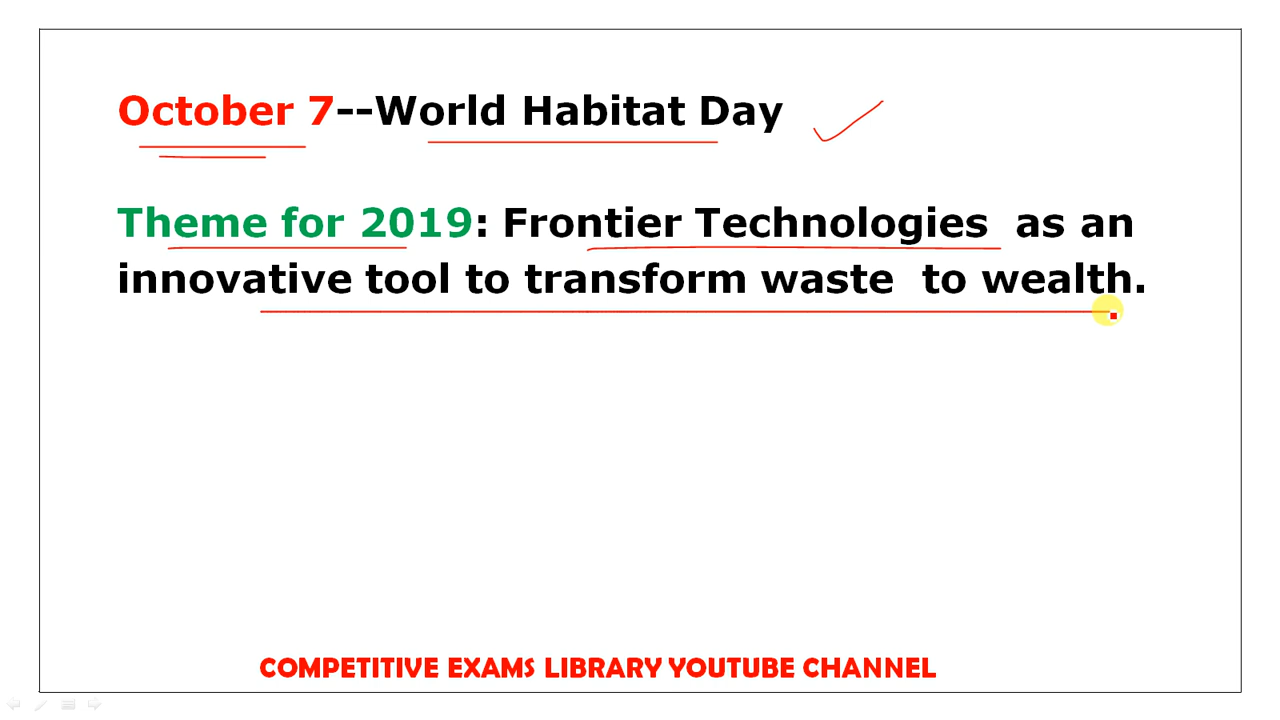 October 7--World Habitat Day
Theme for 2019: Frontier Technologies as an
innovative tool to transform waste to wealth.
COMPETITIVE EXAMS LIBRARY YOUTUBE CHANNEL